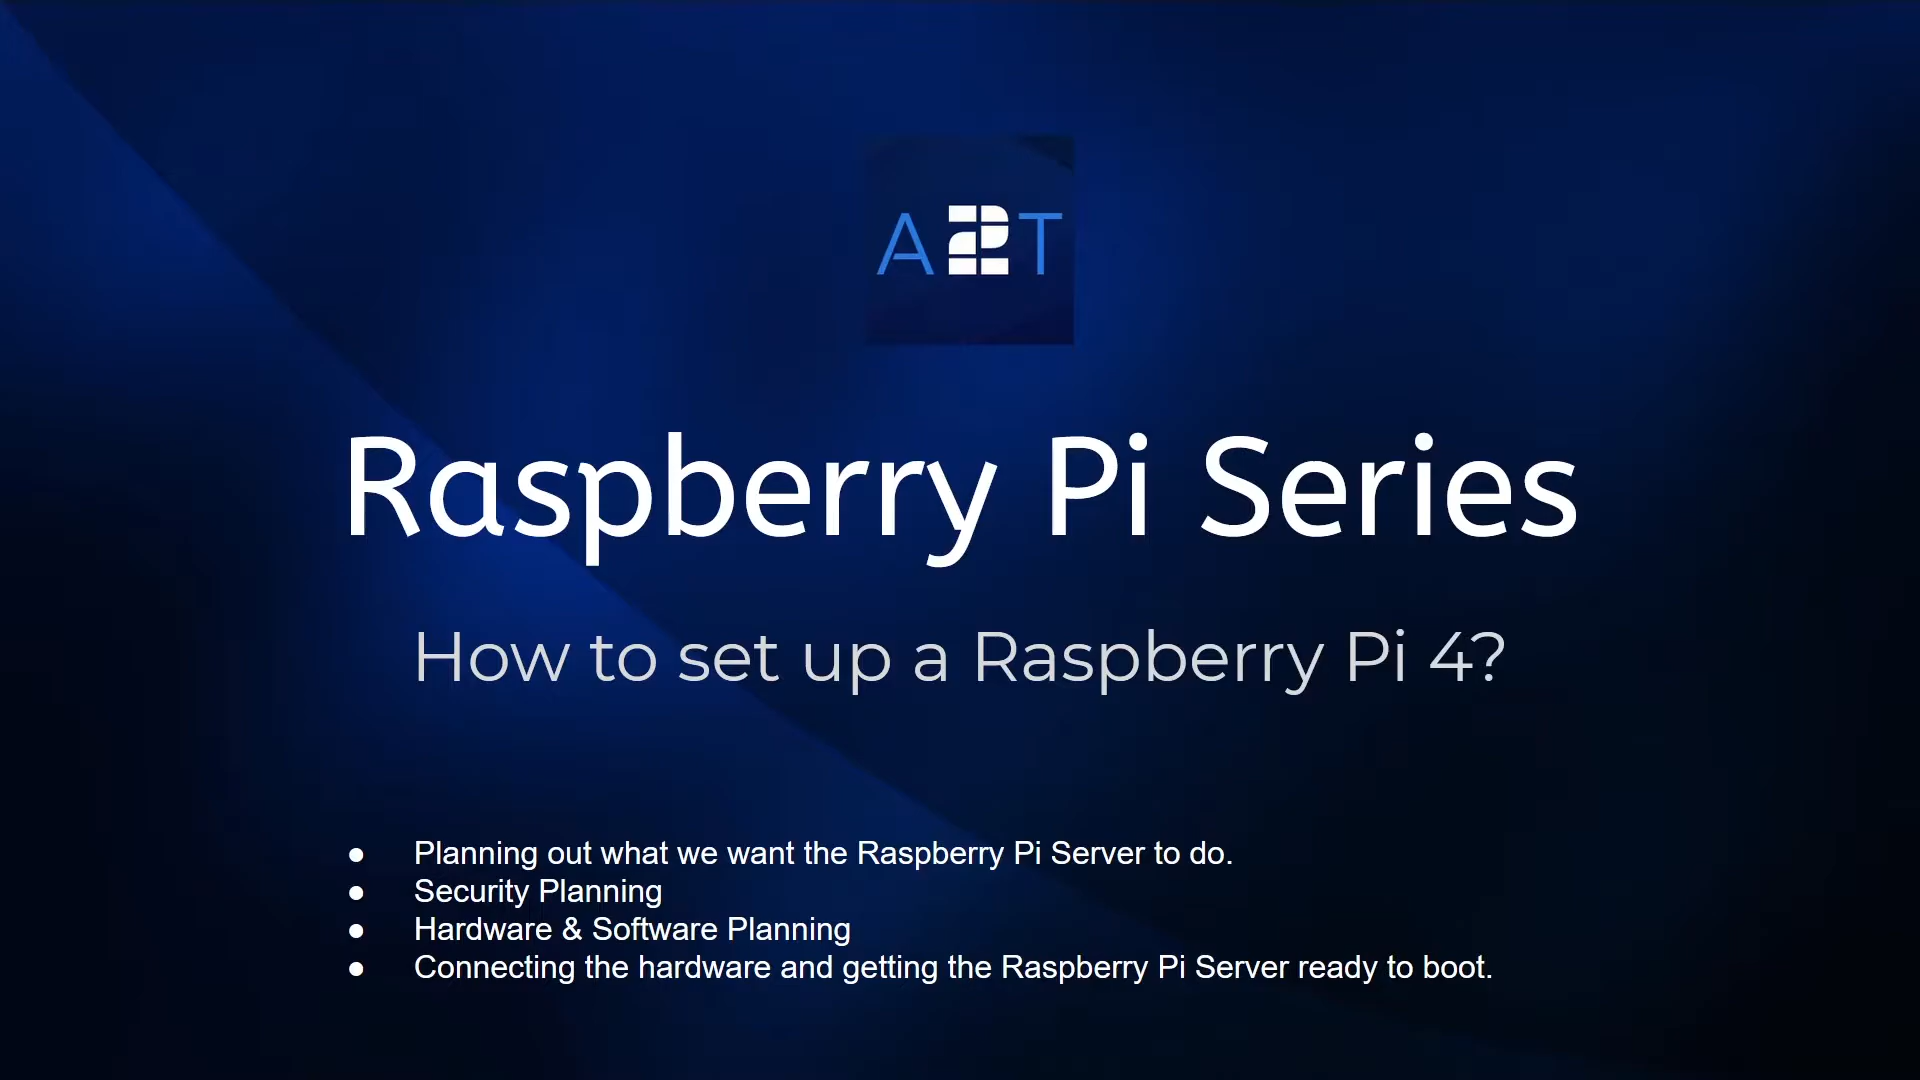 A2T
Raspberry Pi Series
How to set up a Raspberry Pi 4?
● Planning out what we want the Raspberry Pi Server to do.
● Security Planning
● Hardware & Software Planning
● Connecting the hardware and getting the Raspberry Pi Server ready to boot.